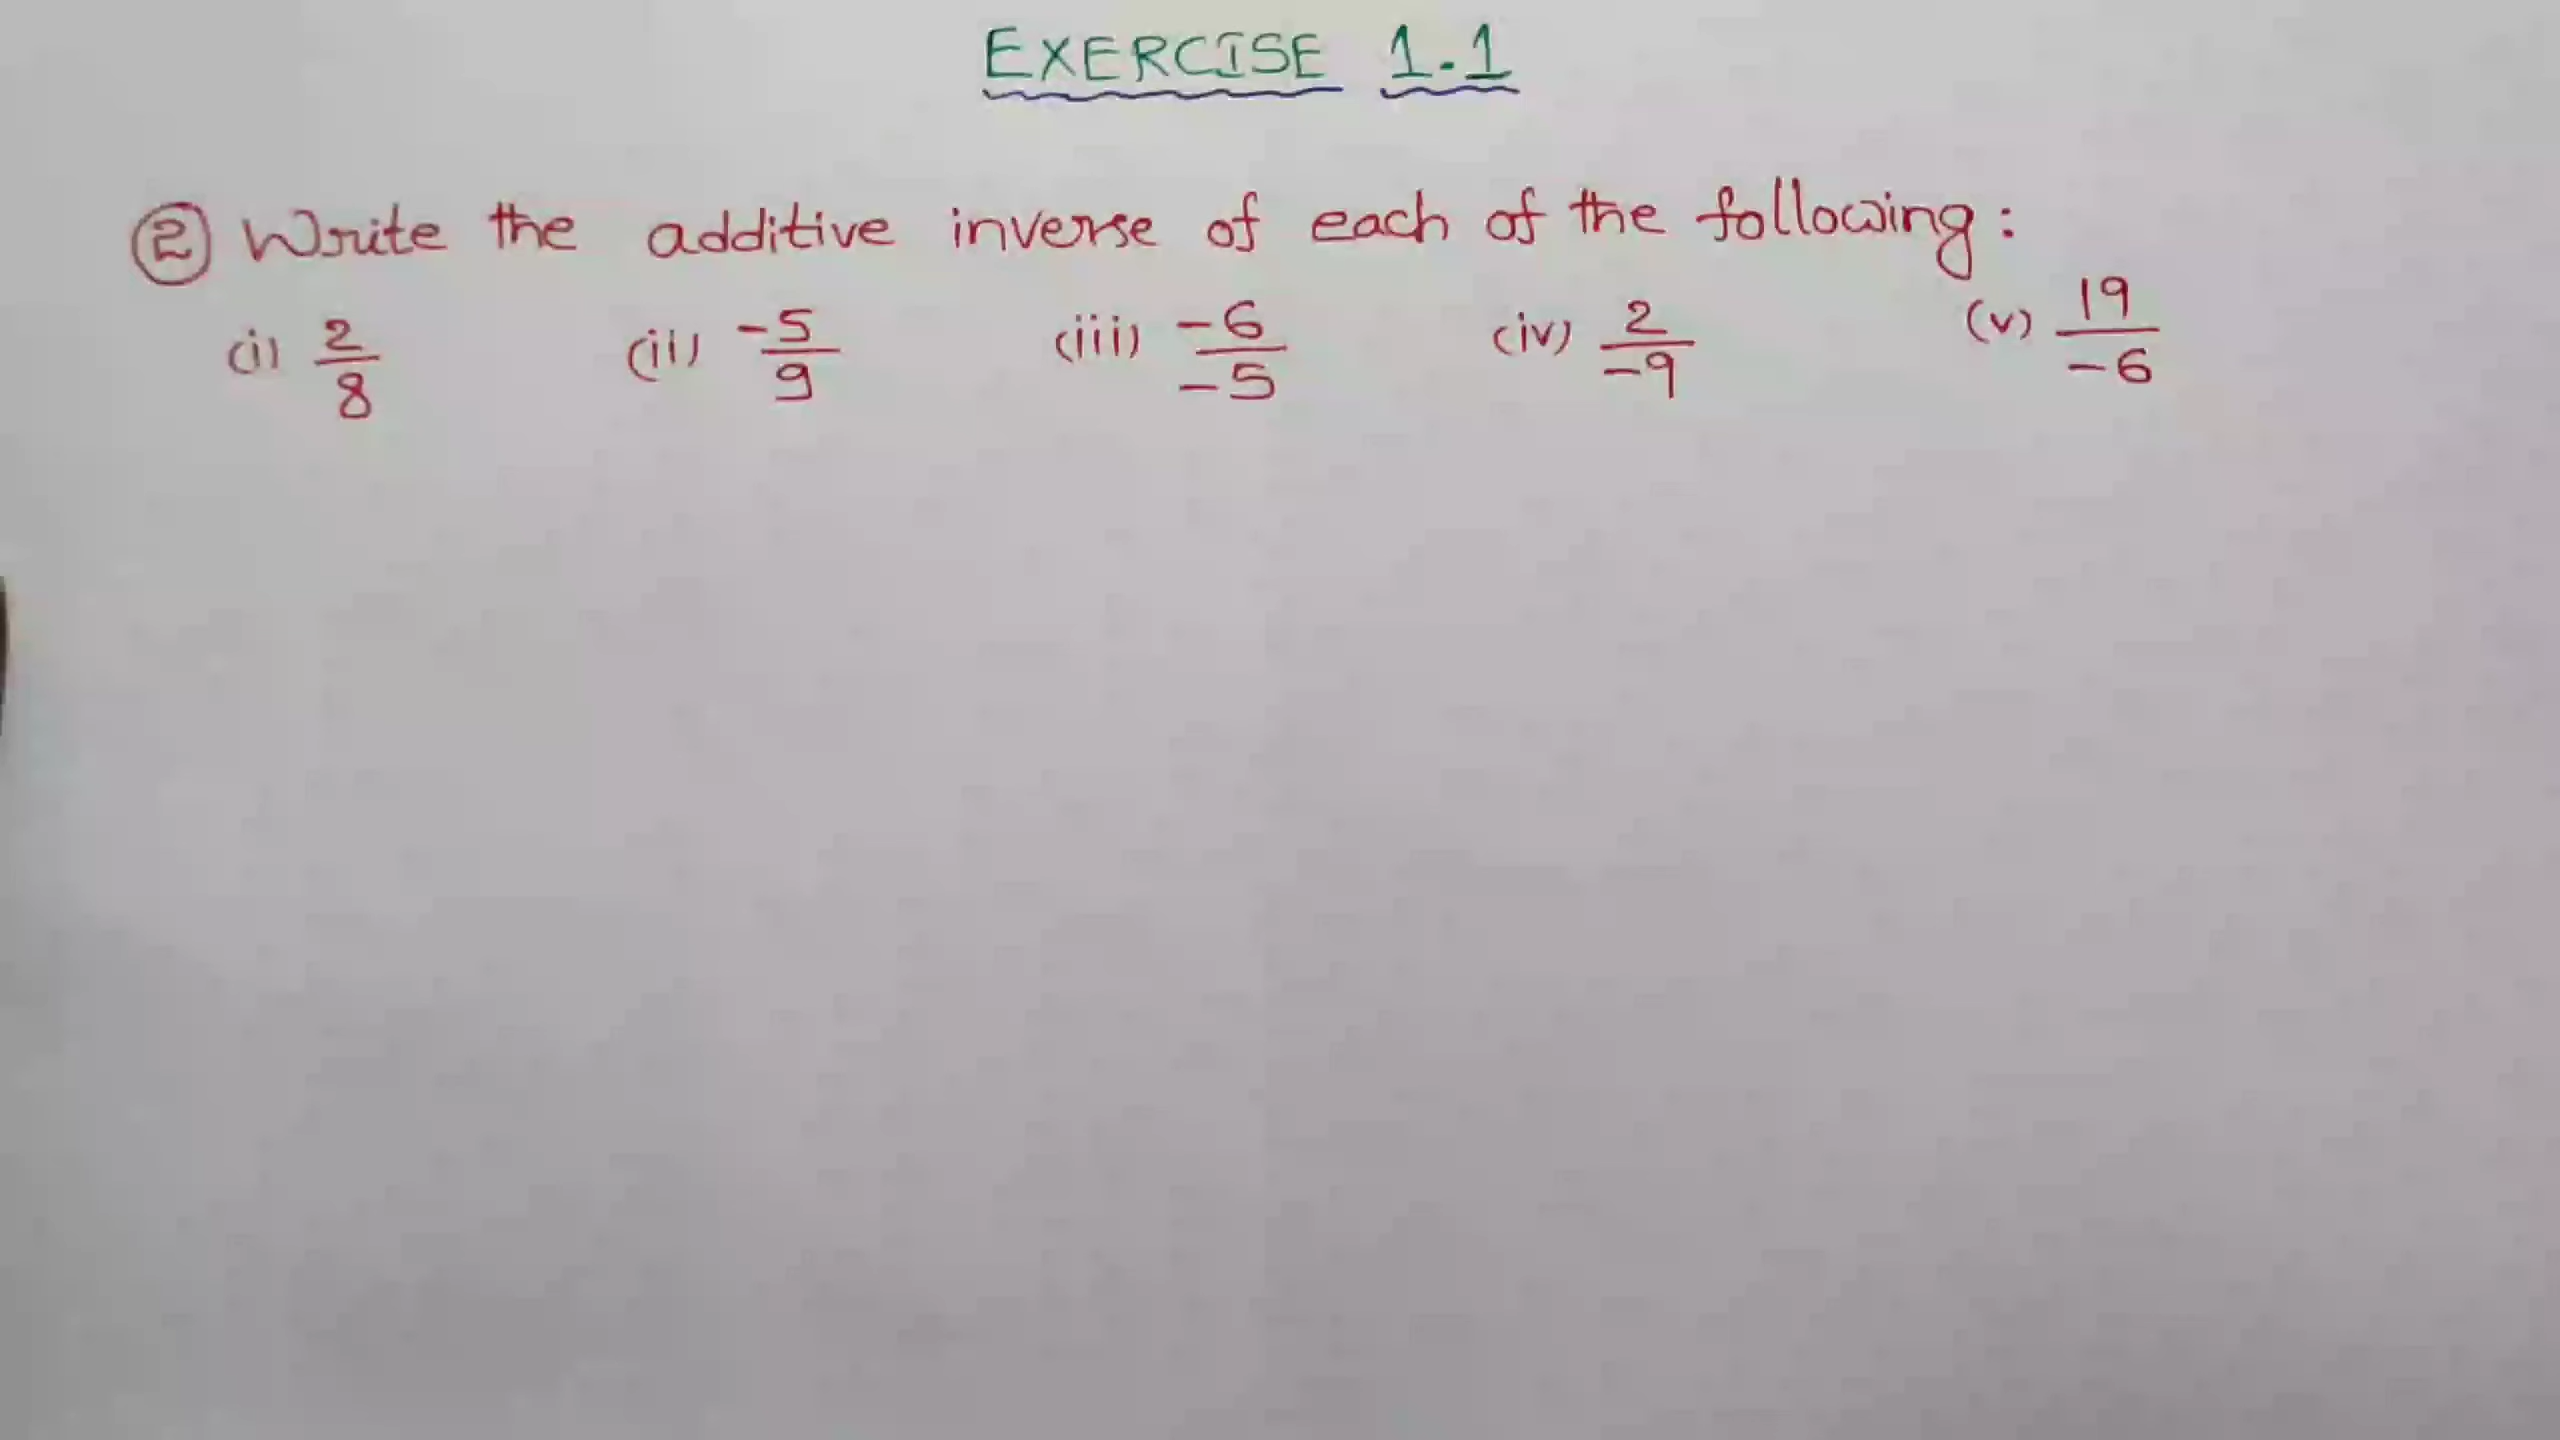 EXERCISE 1.1
② Write the additive inverse of each of the following:
(i) 2/8 (ii) -5/9 (iii) -6/-5 (iv) 2/-9 (v) 19/-6